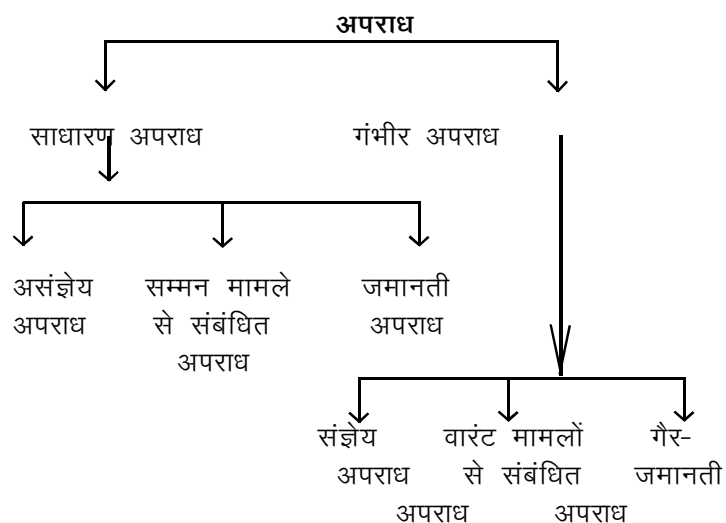 अपराध
साधारण अपराध
गंभीर अपराध
असंज्ञेय
अपराध
सम्मन मामले
से संबंधित
अपराध
जमानती
अपराध
संज्ञेय
अपराध
वारंट मामलों
से संबंधित
अपराध
गैर-
जमानती
अपराध